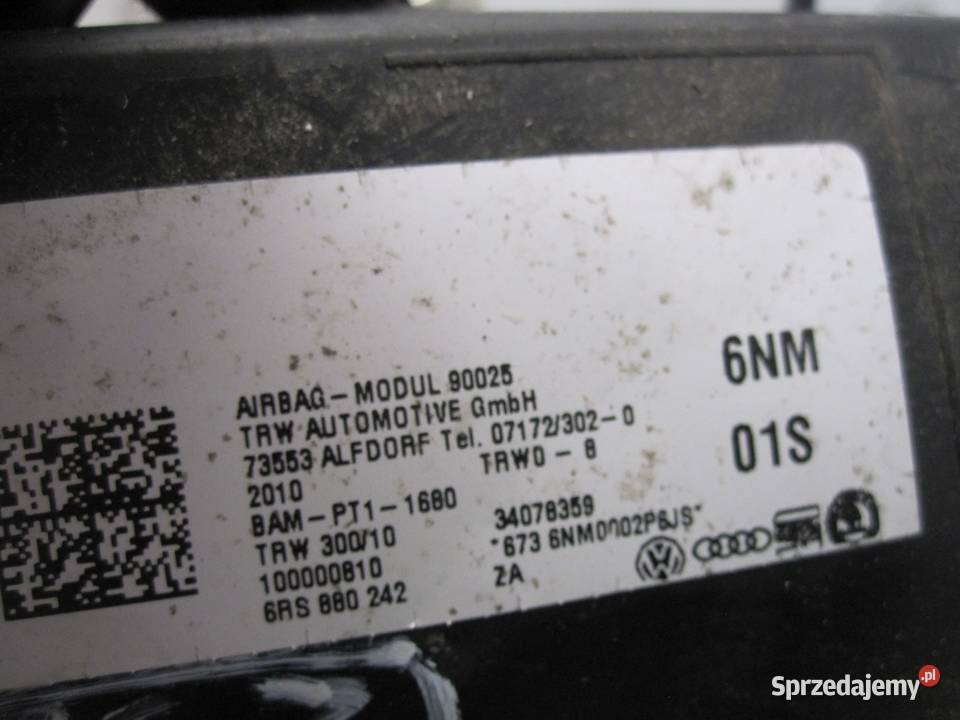 AIRBAG-MODUL 90025
TRW AUTOMOTIVE GmbH
73553 ALFDORF Tel. 07172/302-0
2010 TRWD - 8
BAM-PT1-1680
TRW 300/10 34078359
100000810 *673 6NM0002P6JS*
6RS 880 242 ZA
6NM
01S
Sprzedajemy.pl